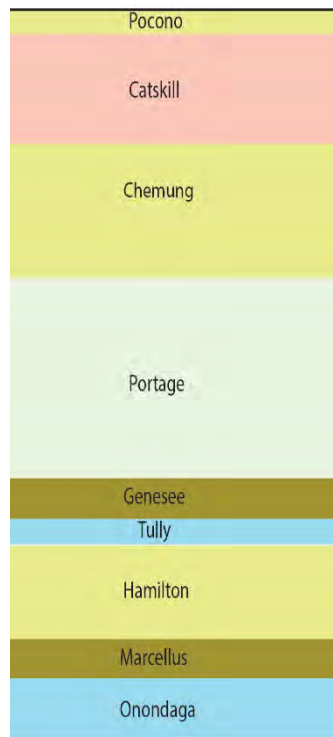 Pocono
Catskill
Chemung
Portage
Genesee
Tully
Hamilton
Marcellus
Onondaga